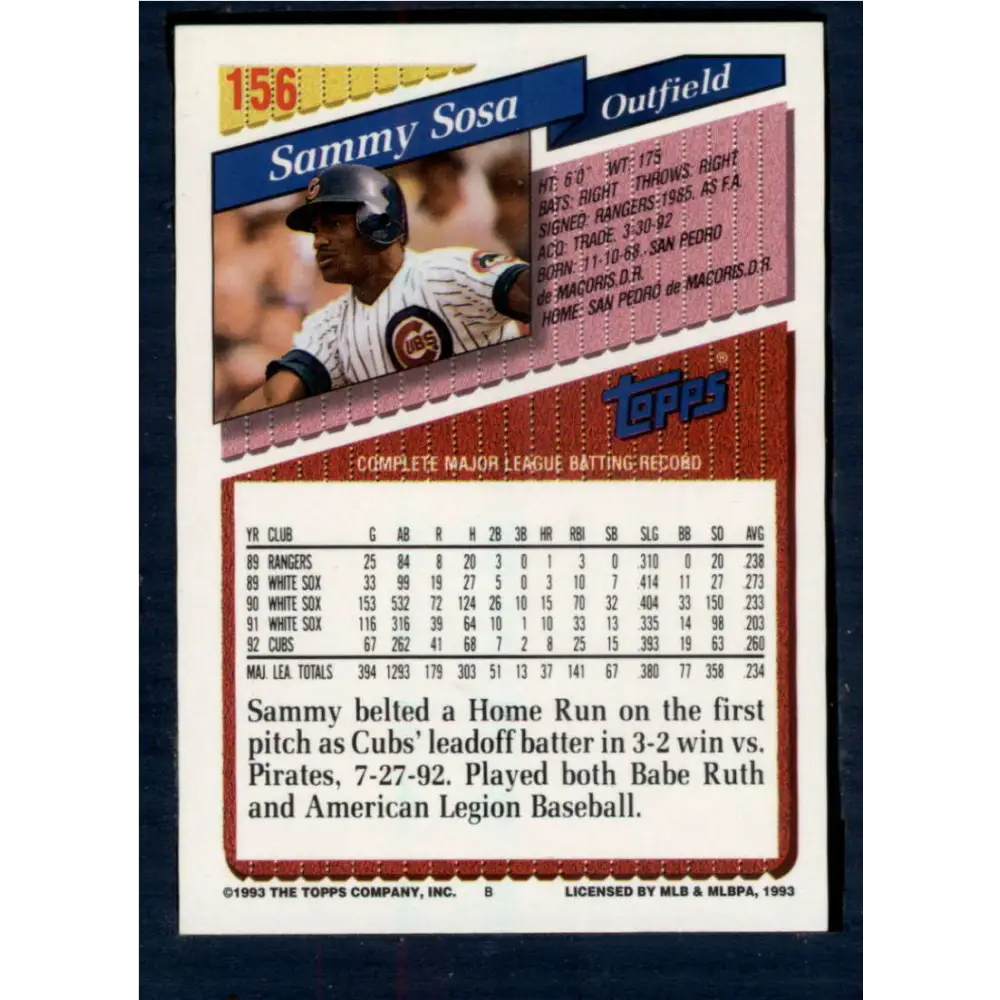 156
Sammy Sosa
Outfield
HT: 6'0" WT: 175
BATS: RIGHT THROWS: RIGHT
SIGNED: RANGERS-1985, AS F.A.
ACQ: TRADE, 3-30-92
BORN: 11-10-68, SAN PEDRO
de MACORIS, D.R.
HOME: SAN PEDRO de MACORIS, D.R.
C
CUBS
Topps®
COMPLETE MAJOR LEAGUE BATTING RECORD
YR CLUB G AB R H 2B 3B HR RBI SB SLG BB SO AVG
89 RANGERS 25 84 8 20 3 0 1 3 0 .310 0 20 .238
89 WHITE SOX 33 99 19 27 5 0 3 10 7 .414 11 27 .273
90 WHITE SOX 153 532 72 124 26 10 15 70 32 .404 33 150 .233
91 WHITE SOX 116 316 39 64 10 1 10 33 13 .335 14 98 .203
92 CUBS 67 262 41 68 7 2 8 25 15 .393 19 63 .260
MAJ. LEA. TOTALS 394 1293 179 303 51 13 37 141 67 .380 77 358 .234
Sammy belted a Home Run on the first
pitch as Cubs' leadoff batter in 3-2 win vs.
Pirates, 7-27-92. Played both Babe Ruth
and American Legion Baseball.
©1993 THE TOPPS COMPANY, INC. B LICENSED BY MLB & MLBPA, 1993